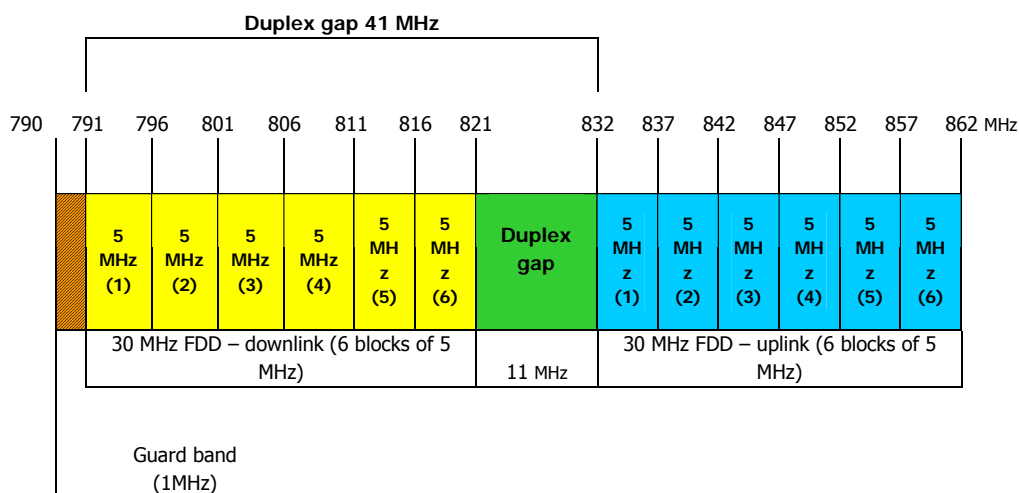 Duplex gap 41 MHz
790 791 796 801 806 811 816 821 832 837 842 847 852 857 862 MHz
5 MHz (1)
5 MHz (2)
5 MHz (3)
5 MHz (4)
5 MH z (5)
5 MH z (6)
Duplex gap
5 MH z (1)
5 MH z (2)
5 MH z (3)
5 MH z (4)
5 MH z (5)
5 MH z (6)
30 MHz FDD – downlink (6 blocks of 5
MHz)
11 MHz
30 MHz FDD – uplink (6 blocks of 5
MHz)
Guard band
(1MHz)